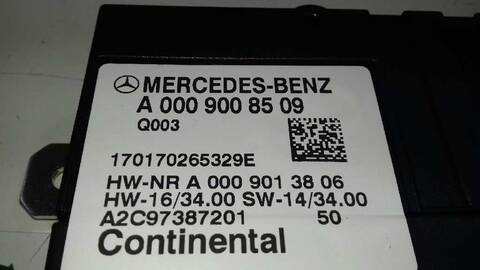 MERCEDES-BENZ
A 000 900 85 09
Q003
170170265329E
HW-NR A 000 901 38 06
HW-16/34.00 SW-14/34.00
A2C97387201 50
Continental